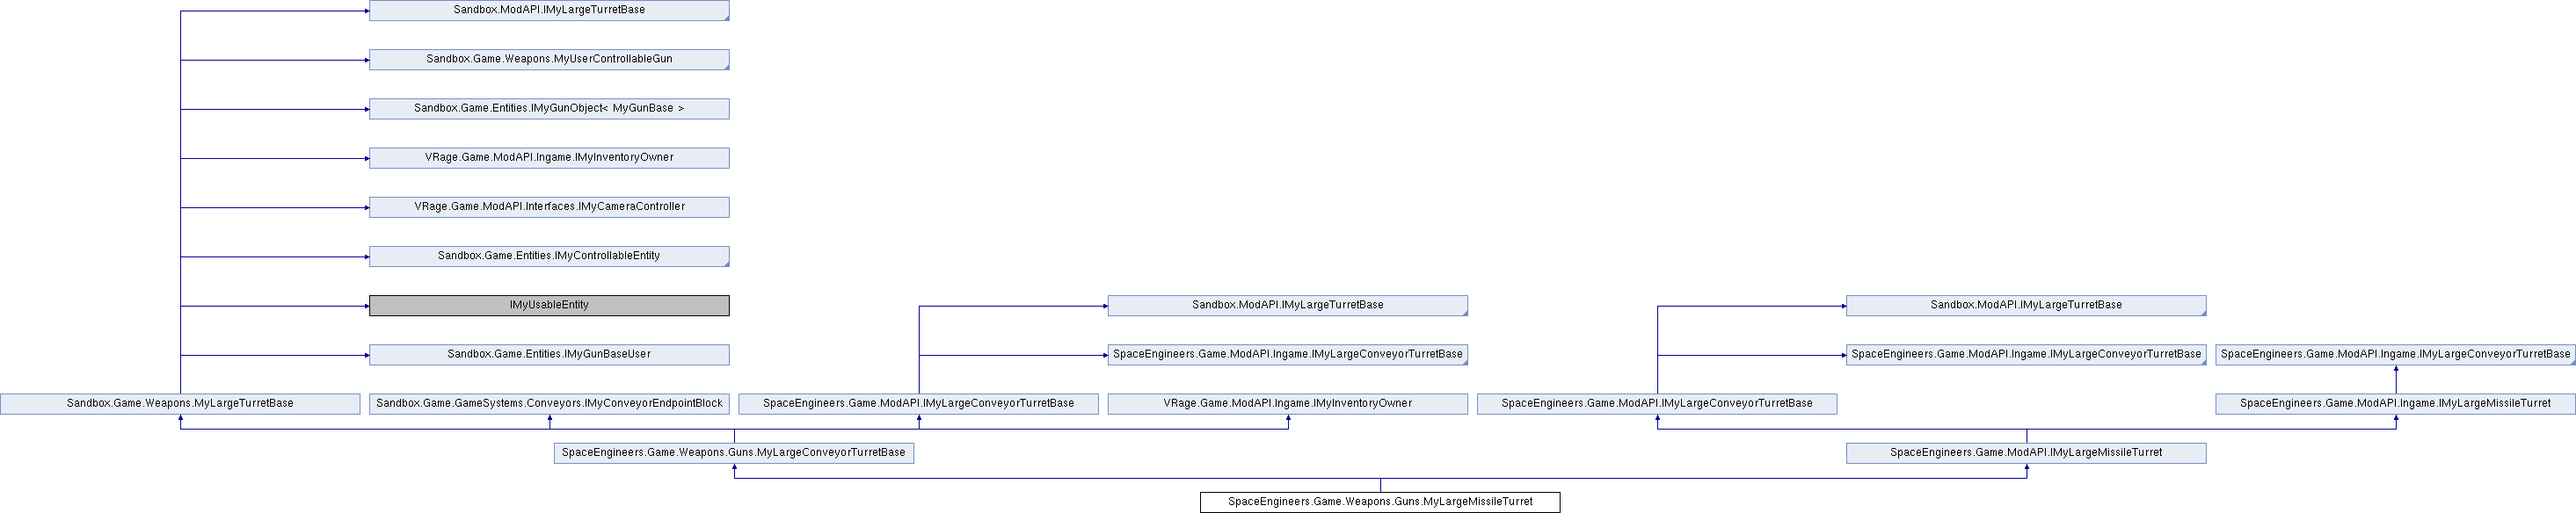 Sandbox.ModAPI.IMyLargeTurretBase
Sandbox.Game.Weapons.MyUserControllableGun
Sandbox.Game.Entities.IMyGunObject< MyGunBase >
VRage.Game.ModAPI.Ingame.IMyInventoryOwner
VRage.Game.ModAPI.Interfaces.IMyCameraController
Sandbox.Game.Entities.IMyControllableEntity
IMyUsableEntity
Sandbox.ModAPI.IMyLargeTurretBase
Sandbox.ModAPI.IMyLargeTurretBase
Sandbox.Game.Entities.IMyGunBaseUser
SpaceEngineers.Game.ModAPI.Ingame.IMyLargeConveyorTurretBase
SpaceEngineers.Game.ModAPI.Ingame.IMyLargeConveyorTurretBase
SpaceEngineers.Game.ModAPI.Ingame.IMyLargeConveyorTurretBase
Sandbox.Game.Weapons.MyLargeTurretBase
Sandbox.Game.GameSystems.Conveyors.IMyConveyorEndpointBlock
SpaceEngineers.Game.ModAPI.IMyLargeConveyorTurretBase
VRage.Game.ModAPI.Ingame.IMyInventoryOwner
SpaceEngineers.Game.ModAPI.IMyLargeConveyorTurretBase
SpaceEngineers.Game.ModAPI.Ingame.IMyLargeMissileTurret
SpaceEngineers.Game.Weapons.Guns.MyLargeConveyorTurretBase
SpaceEngineers.Game.ModAPI.IMyLargeMissileTurret
SpaceEngineers.Game.Weapons.Guns.MyLargeMissileTurret